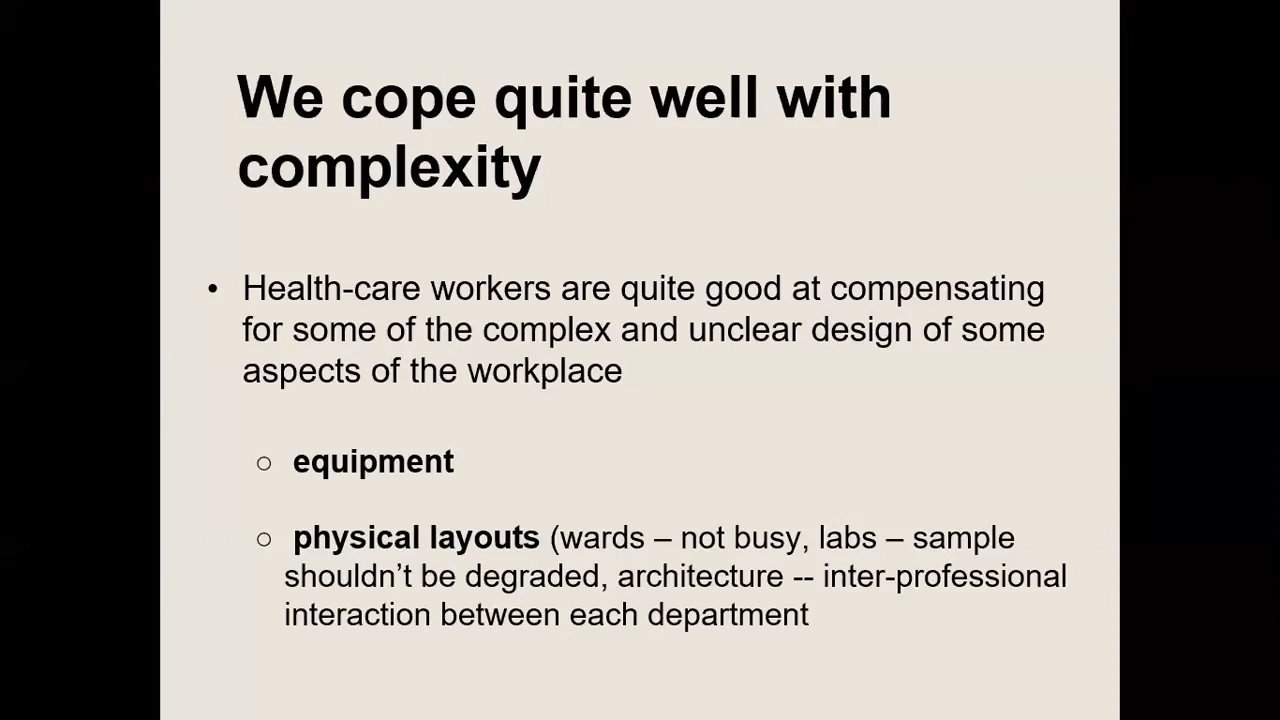 We cope quite well with
complexity
• Health-care workers are quite good at compensating
for some of the complex and unclear design of some
aspects of the workplace
○ equipment
○ physical layouts (wards – not busy, labs – sample
shouldn’t be degraded, architecture -- inter-professional
interaction between each department